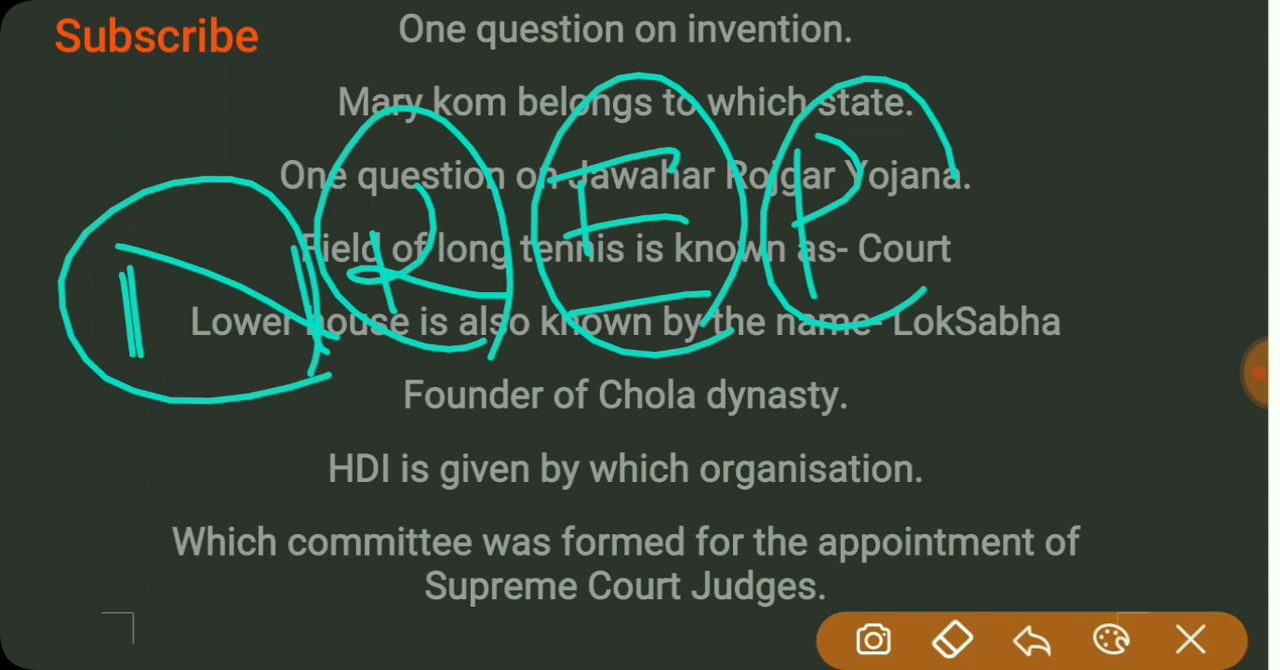 Subscribe
One question on invention.
Mary kom belongs to which state.
One question on Jawahar Rojgar Yojana.
Field of long tennis is known as- Court
Lower house is also known by the name- LokSabha
Founder of Chola dynasty.
HDI is given by which organisation.
Which committee was formed for the appointment of
Supreme Court Judges.
N R E P